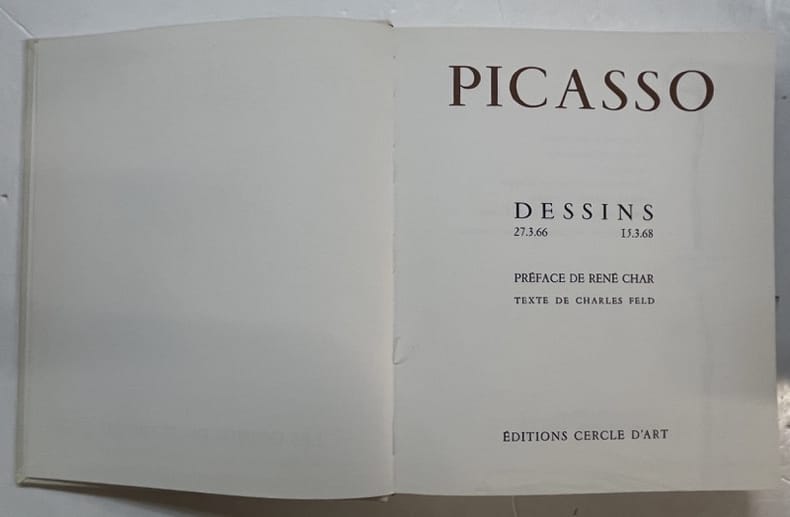 PICASSO
DESSINS
27.3.66 15.3.68
PRÉFACE DE RENÉ CHAR
TEXTE DE CHARLES FELD
ÉDITIONS CERCLE D'ART